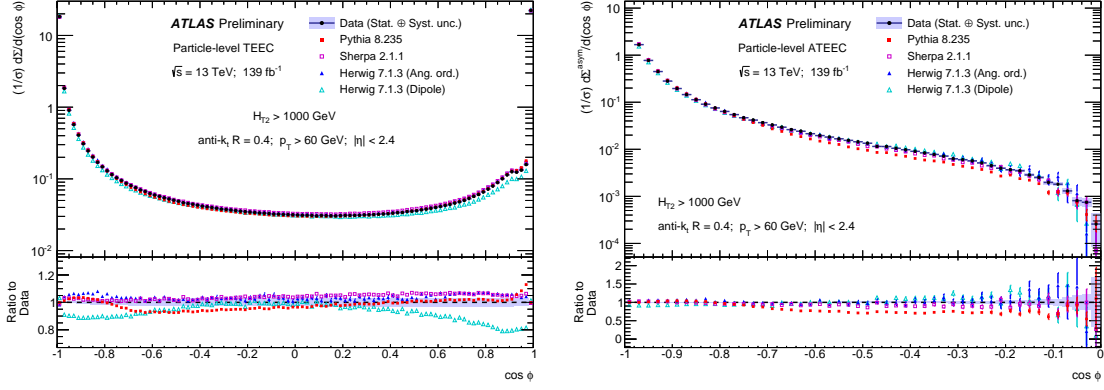 ATLAS Preliminary
Particle-level TEEC
√s = 13 TeV; 139 fb⁻¹
Data (Stat. ⊕ Syst. unc.)
Pythia 8.235
Sherpa 2.1.1
Herwig 7.1.3 (Ang. ord.)
Herwig 7.1.3 (Dipole)
H_T2 > 1000 GeV
anti-k_t R = 0.4; p_T > 60 GeV; |η| < 2.4
(1/σ) dΣ/d(cos ϕ)
10
1
10⁻¹
10⁻²
Ratio to
Data
1.2
1
0.8
-1 -0.8 -0.6 -0.4 -0.2 0 0.2 0.4 0.6 0.8 1
cos ϕ
ATLAS Preliminary
Particle-level ATEEC
√s = 13 TeV; 139 fb⁻¹
Data (Stat. ⊕ Syst. unc.)
Pythia 8.235
Sherpa 2.1.1
Herwig 7.1.3 (Ang. ord.)
Herwig 7.1.3 (Dipole)
(1/σ) dΣ^asym/d(cos ϕ)
10
1
10⁻¹
10⁻²
10⁻³
10⁻⁴
H_T2 > 1000 GeV
anti-k_t R = 0.4; p_T > 60 GeV; |η| < 2.4
Ratio to
Data
2
1.5
1
0.5
0
-1 -0.9 -0.8 -0.7 -0.6 -0.5 -0.4 -0.3 -0.2 -0.1 0
cos ϕ